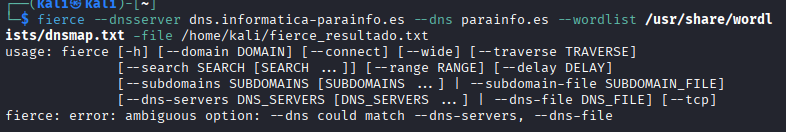 ┌──(kali㉿kali)-[~]
└─$ fierce --dnsserver dns.informatica-parainfo.es --dns parainfo.es --wordlist /usr/share/wordl
ists/dnsmap.txt -file /home/kali/fierce_resultado.txt
usage: fierce [-h] [--domain DOMAIN] [--connect] [--wide] [--traverse TRAVERSE]
              [--search SEARCH [SEARCH ...]] [--range RANGE] [--delay DELAY]
              [--subdomains SUBDOMAINS [SUBDOMAINS ...] | --subdomain-file SUBDOMAIN_FILE]
              [--dns-servers DNS_SERVERS [DNS_SERVERS ...] | --dns-file DNS_FILE] [--tcp]
fierce: error: ambiguous option: --dns could match --dns-servers, --dns-file